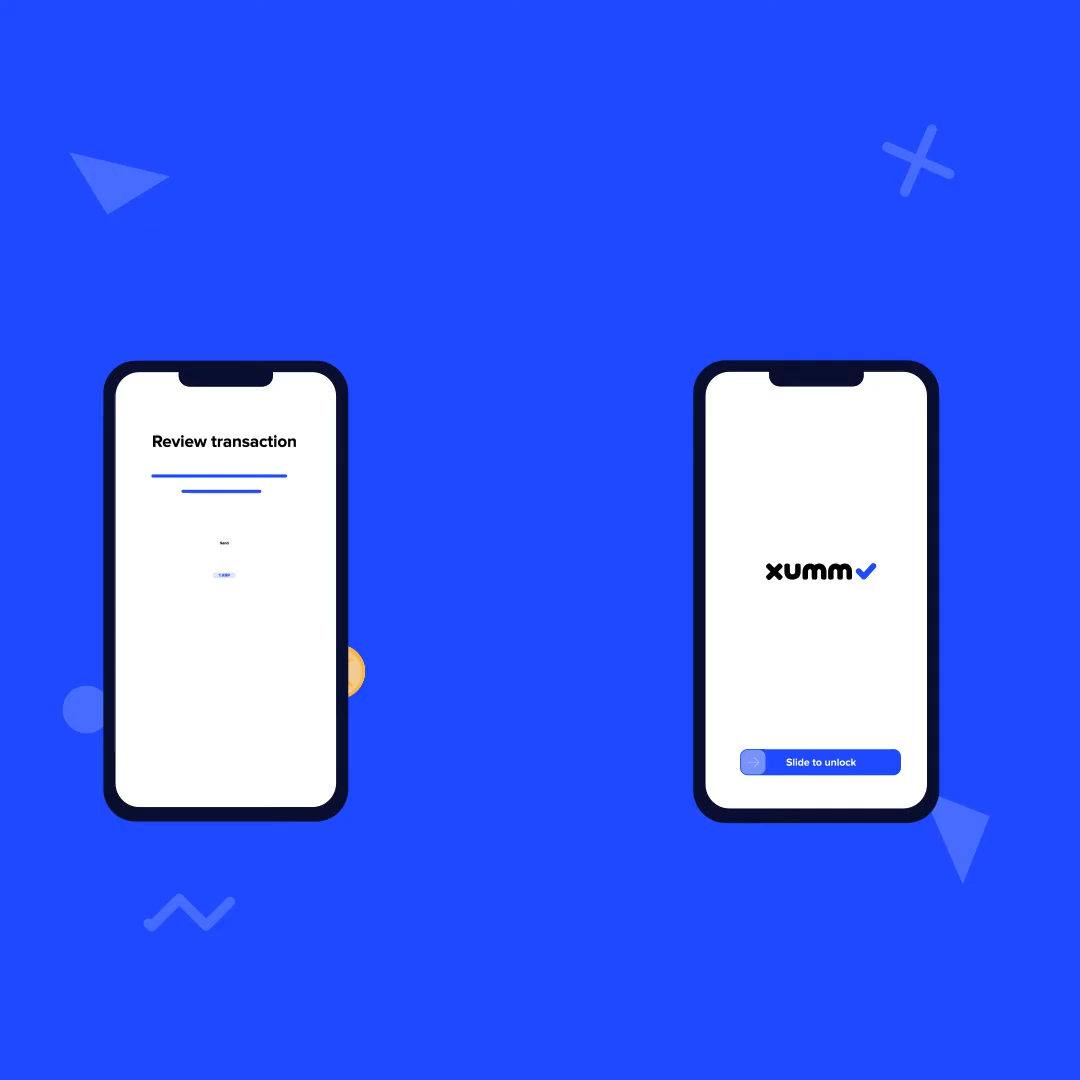 Review transaction
Send
xumm
Slide to unlock